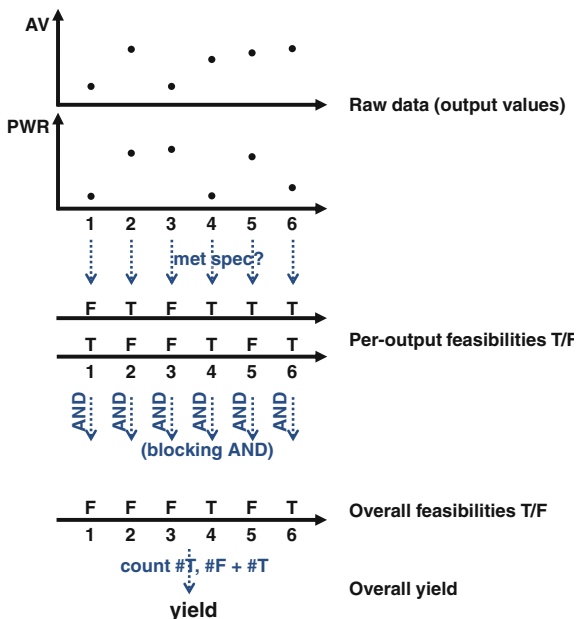 AV
Raw data (output values)
PWR
1 2 3 4 5 6
met spec?
F T F T T T
T F F T F T
Per-output feasibilities T/F
1 2 3 4 5 6
AND AND AND AND AND AND
(blocking AND)
F F F T F T
Overall feasibilities T/F
1 2 3 4 5 6
count #T, #F + #T
Overall yield
yield